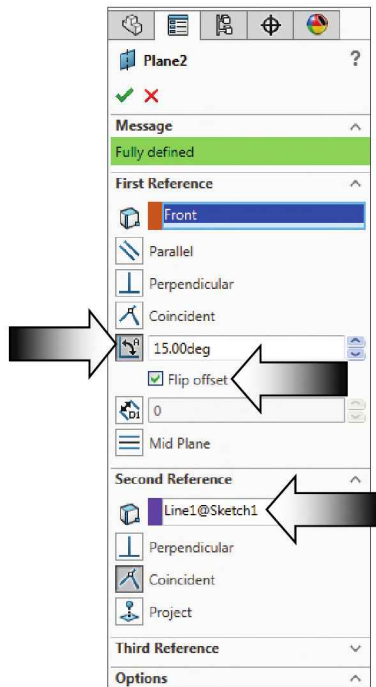 Plane2 ?
Message
Fully defined
First Reference
Front
Parallel
Perpendicular
Coincident
15.00deg
Flip offset
0
Mid Plane
Second Reference
Line1@Sketch1
Perpendicular
Coincident
Project
Third Reference
Options